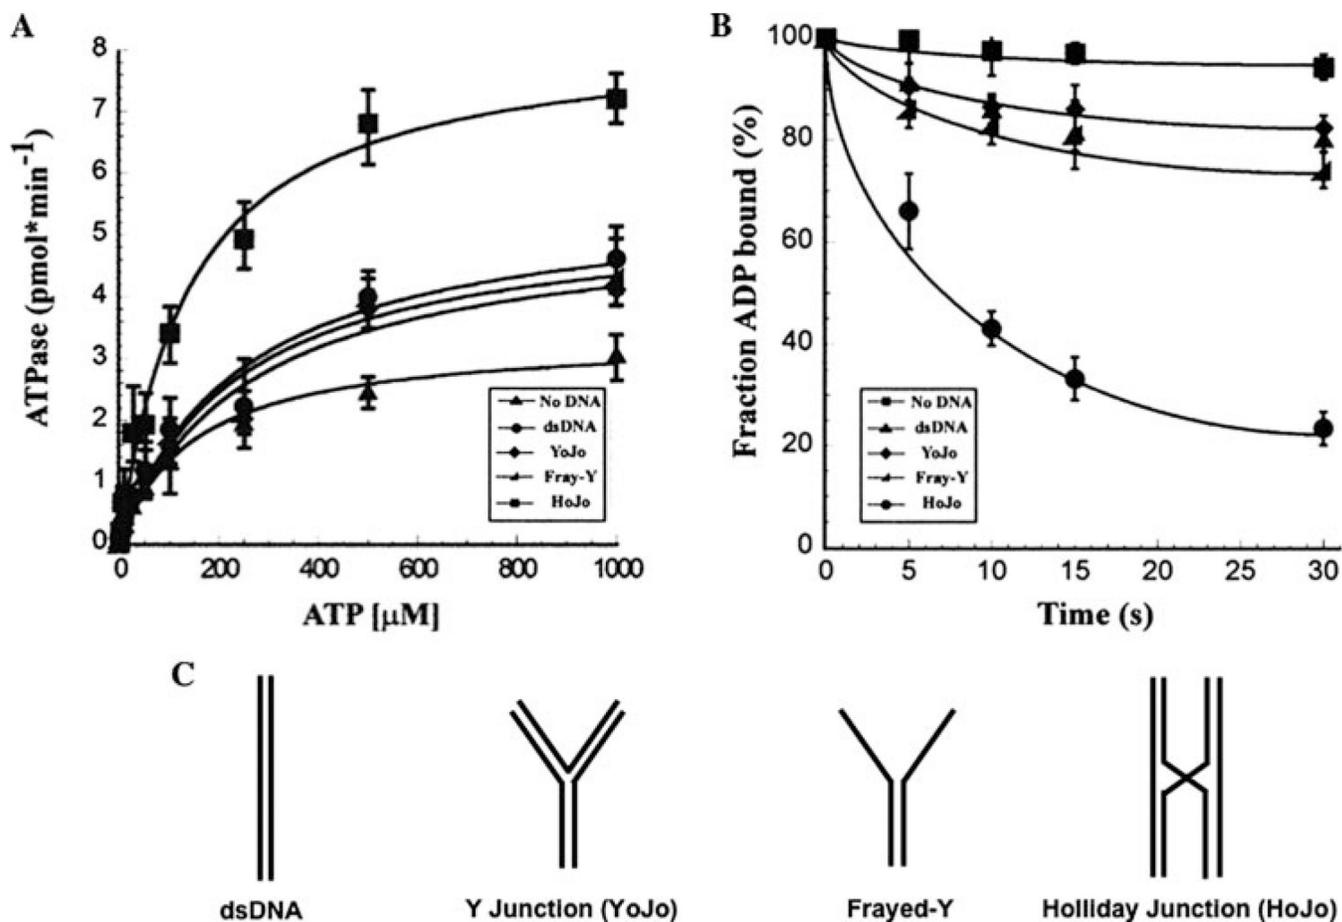 A
ATPase (pmol*min-1)
8
7
6
5
4
3
2
1
0
0
200
400
600
800
1000
ATP [μM]
No DNA
dsDNA
YoJo
Fray-Y
HoJo
B
Fraction ADP bound (%)
100
80
60
40
20
0
0
5
10
15
20
25
30
Time (s)
No DNA
dsDNA
YoJo
Fray-Y
HoJo
C
dsDNA
Y Junction (YoJo)
Frayed-Y
Holliday Junction (HoJo)